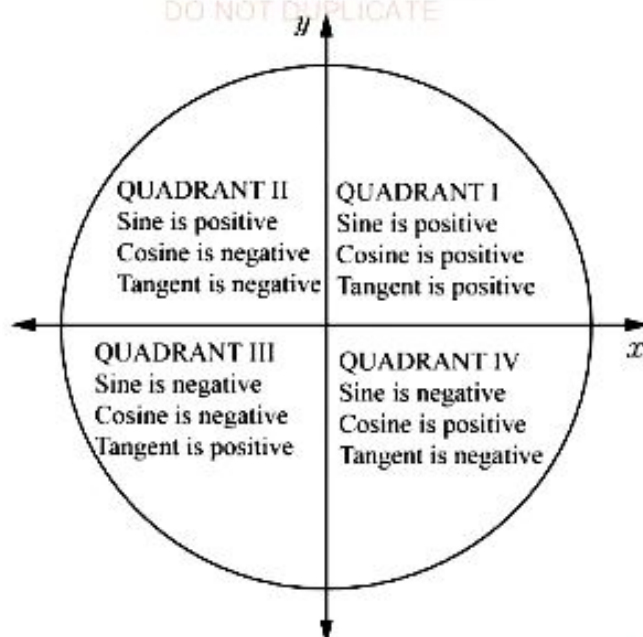 DO NOT DUPLICATE
y
QUADRANT II
Sine is positive
Cosine is negative
Tangent is negative
QUADRANT I
Sine is positive
Cosine is positive
Tangent is positive
x
QUADRANT III
Sine is negative
Cosine is negative
Tangent is positive
QUADRANT IV
Sine is negative
Cosine is positive
Tangent is negative